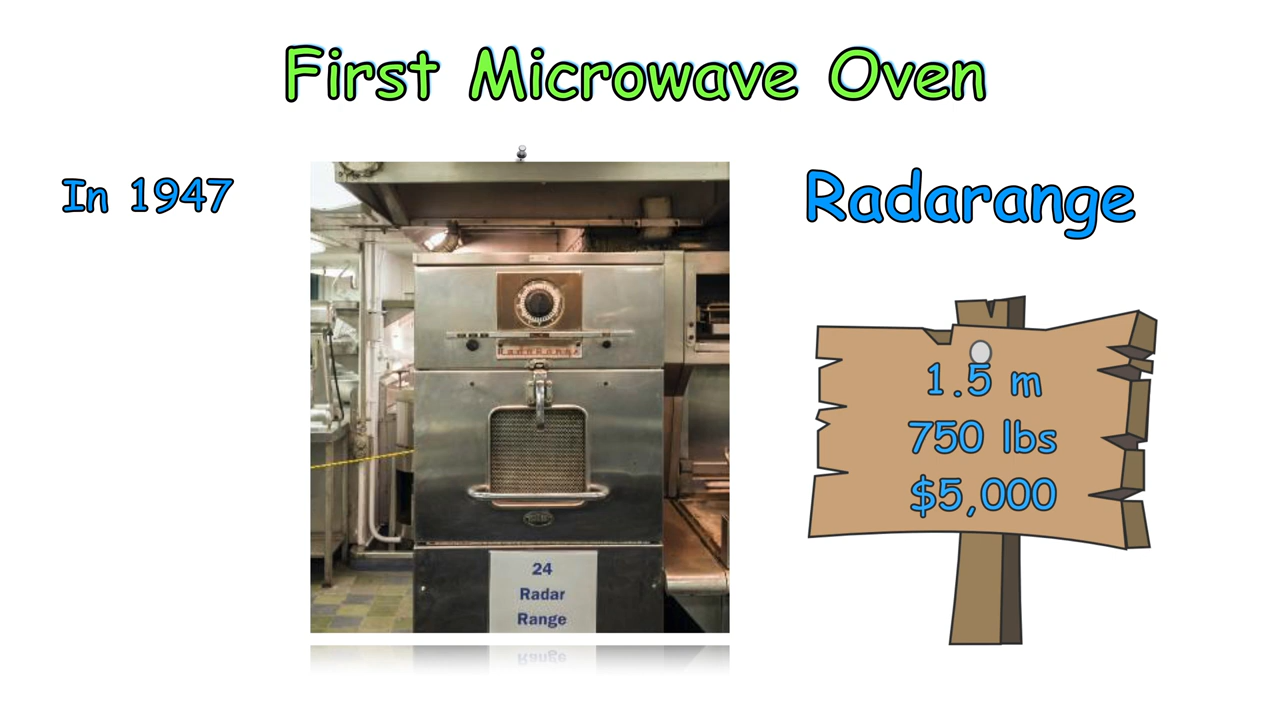 First Microwave Oven
In 1947
Radarange
1.5 m
750 lbs
$5,000
24
Radar
Range